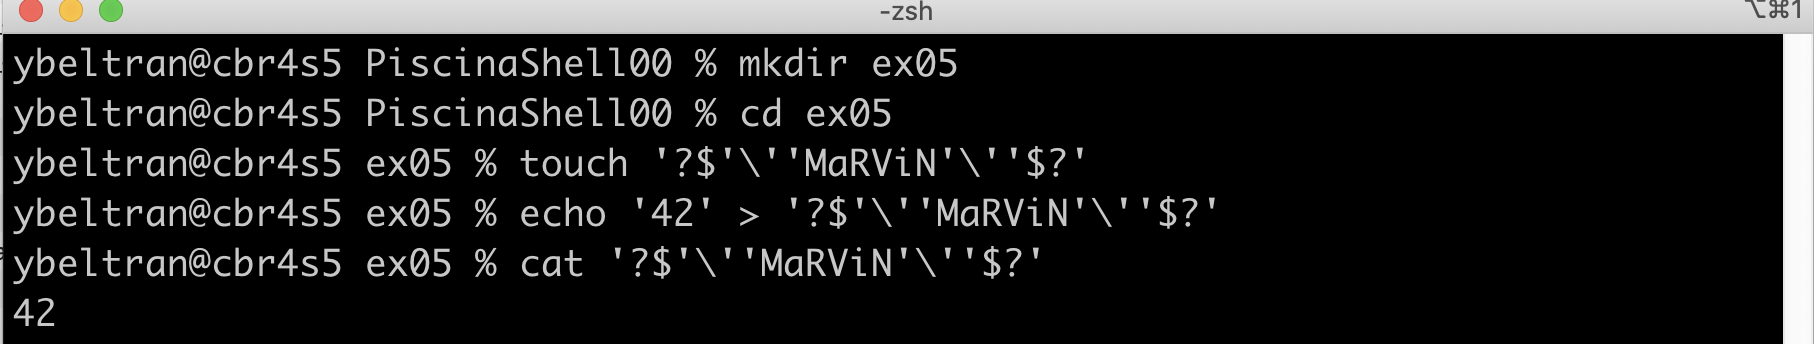 -zsh
⌥⌘1
ybeltran@cbr4s5 PiscinaShell00 % mkdir ex05
ybeltran@cbr4s5 PiscinaShell00 % cd ex05
ybeltran@cbr4s5 ex05 % touch '?$'\''MaRViN'\''$?'
ybeltran@cbr4s5 ex05 % echo '42' > '?$'\''MaRViN'\''$?'
ybeltran@cbr4s5 ex05 % cat '?$'\''MaRViN'\''$?'
42